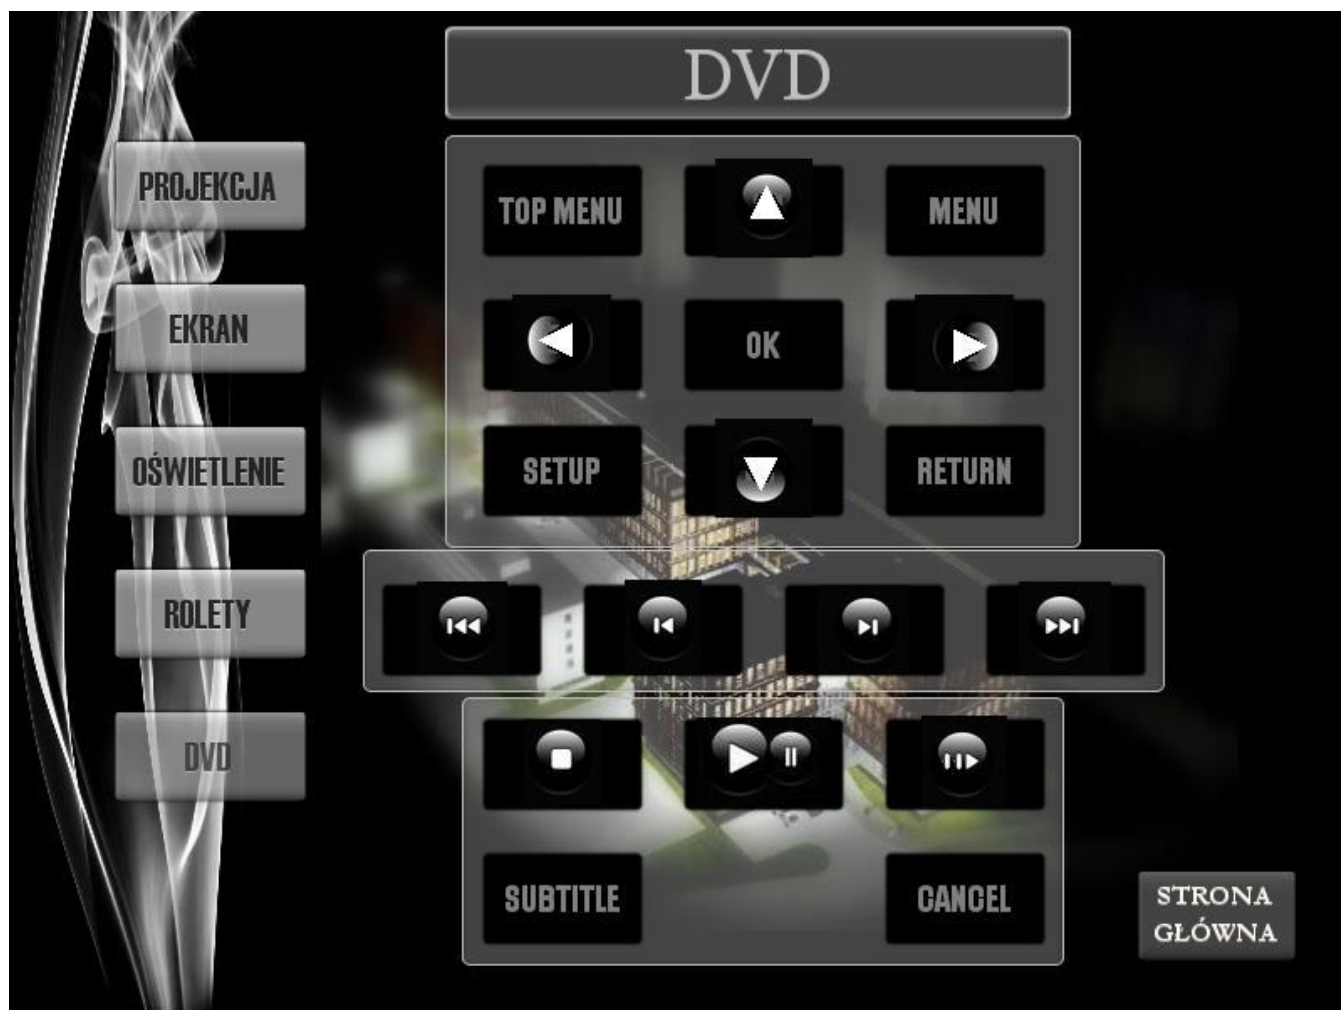 DVD
PROJEKCJA
EKRAN
OŚWIETLENIE
ROLETY
DVD
TOP MENU
MENU
OK
SETUP
RETURN
SUBTITLE
CANCEL
STRONA
GŁÓWNA